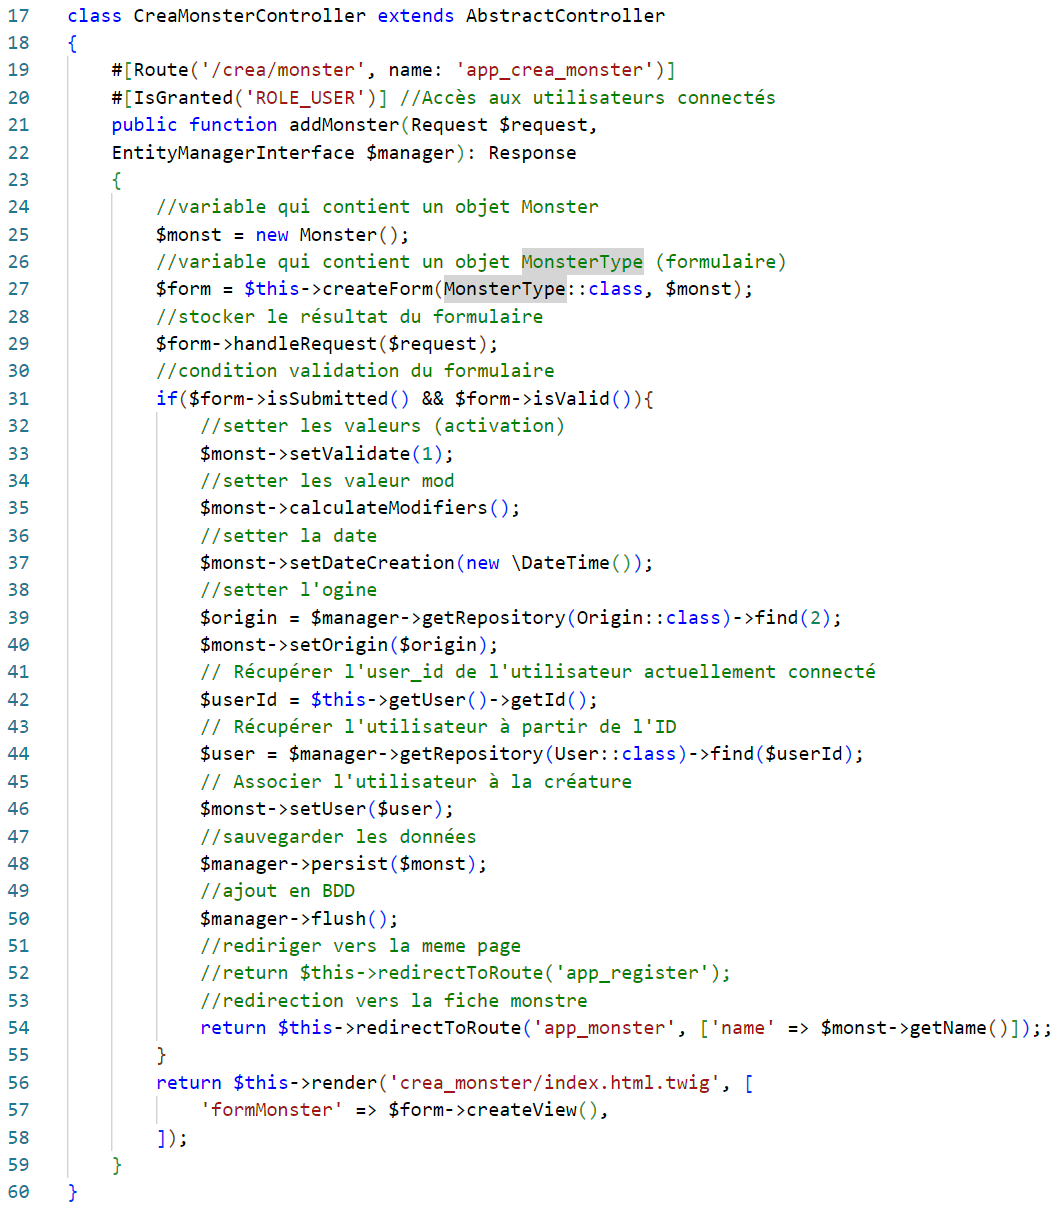 17 class CreaMonsterController extends AbstractController
18 {
19 #[Route('/crea/monster', name: 'app_crea_monster')]
20 #[IsGranted('ROLE_USER')] //Accès aux utilisateurs connectés
21 public function addMonster(Request $request,
22 EntityManagerInterface $manager): Response
23 {
24 //variable qui contient un objet Monster
25 $monst = new Monster();
26 //variable qui contient un objet MonsterType (formulaire)
27 $form = $this->createForm(MonsterType::class, $monst);
28 //stocker le résultat du formulaire
29 $form->handleRequest($request);
30 //condition validation du formulaire
31 if($form->isSubmitted() && $form->isValid()){
32 //setter les valeurs (activation)
33 $monst->setValidate(1);
34 //setter les valeur mod
35 $monst->calculateModifiers();
36 //setter la date
37 $monst->setDateCreation(new \DateTime());
38 //setter l'ogine
39 $origin = $manager->getRepository(Origin::class)->find(2);
40 $monst->setOrigin($origin);
41 // Récupérer l'user_id de l'utilisateur actuellement connecté
42 $userId = $this->getUser()->getId();
43 // Récupérer l'utilisateur à partir de l'ID
44 $user = $manager->getRepository(User::class)->find($userId);
45 // Associer l'utilisateur à la créature
46 $monst->setUser($user);
47 //sauvegarder les données
48 $manager->persist($monst);
49 //ajout en BDD
50 $manager->flush();
51 //rediriger vers la meme page
52 //return $this->redirectToRoute('app_register');
53 //redirection vers la fiche monstre
54 return $this->redirectToRoute('app_monster', ['name' => $monst->getName()]);;
55 }
56 return $this->render('crea_monster/index.html.twig', [
57 'formMonster' => $form->createView(),
58 ]);
59 }
60 }